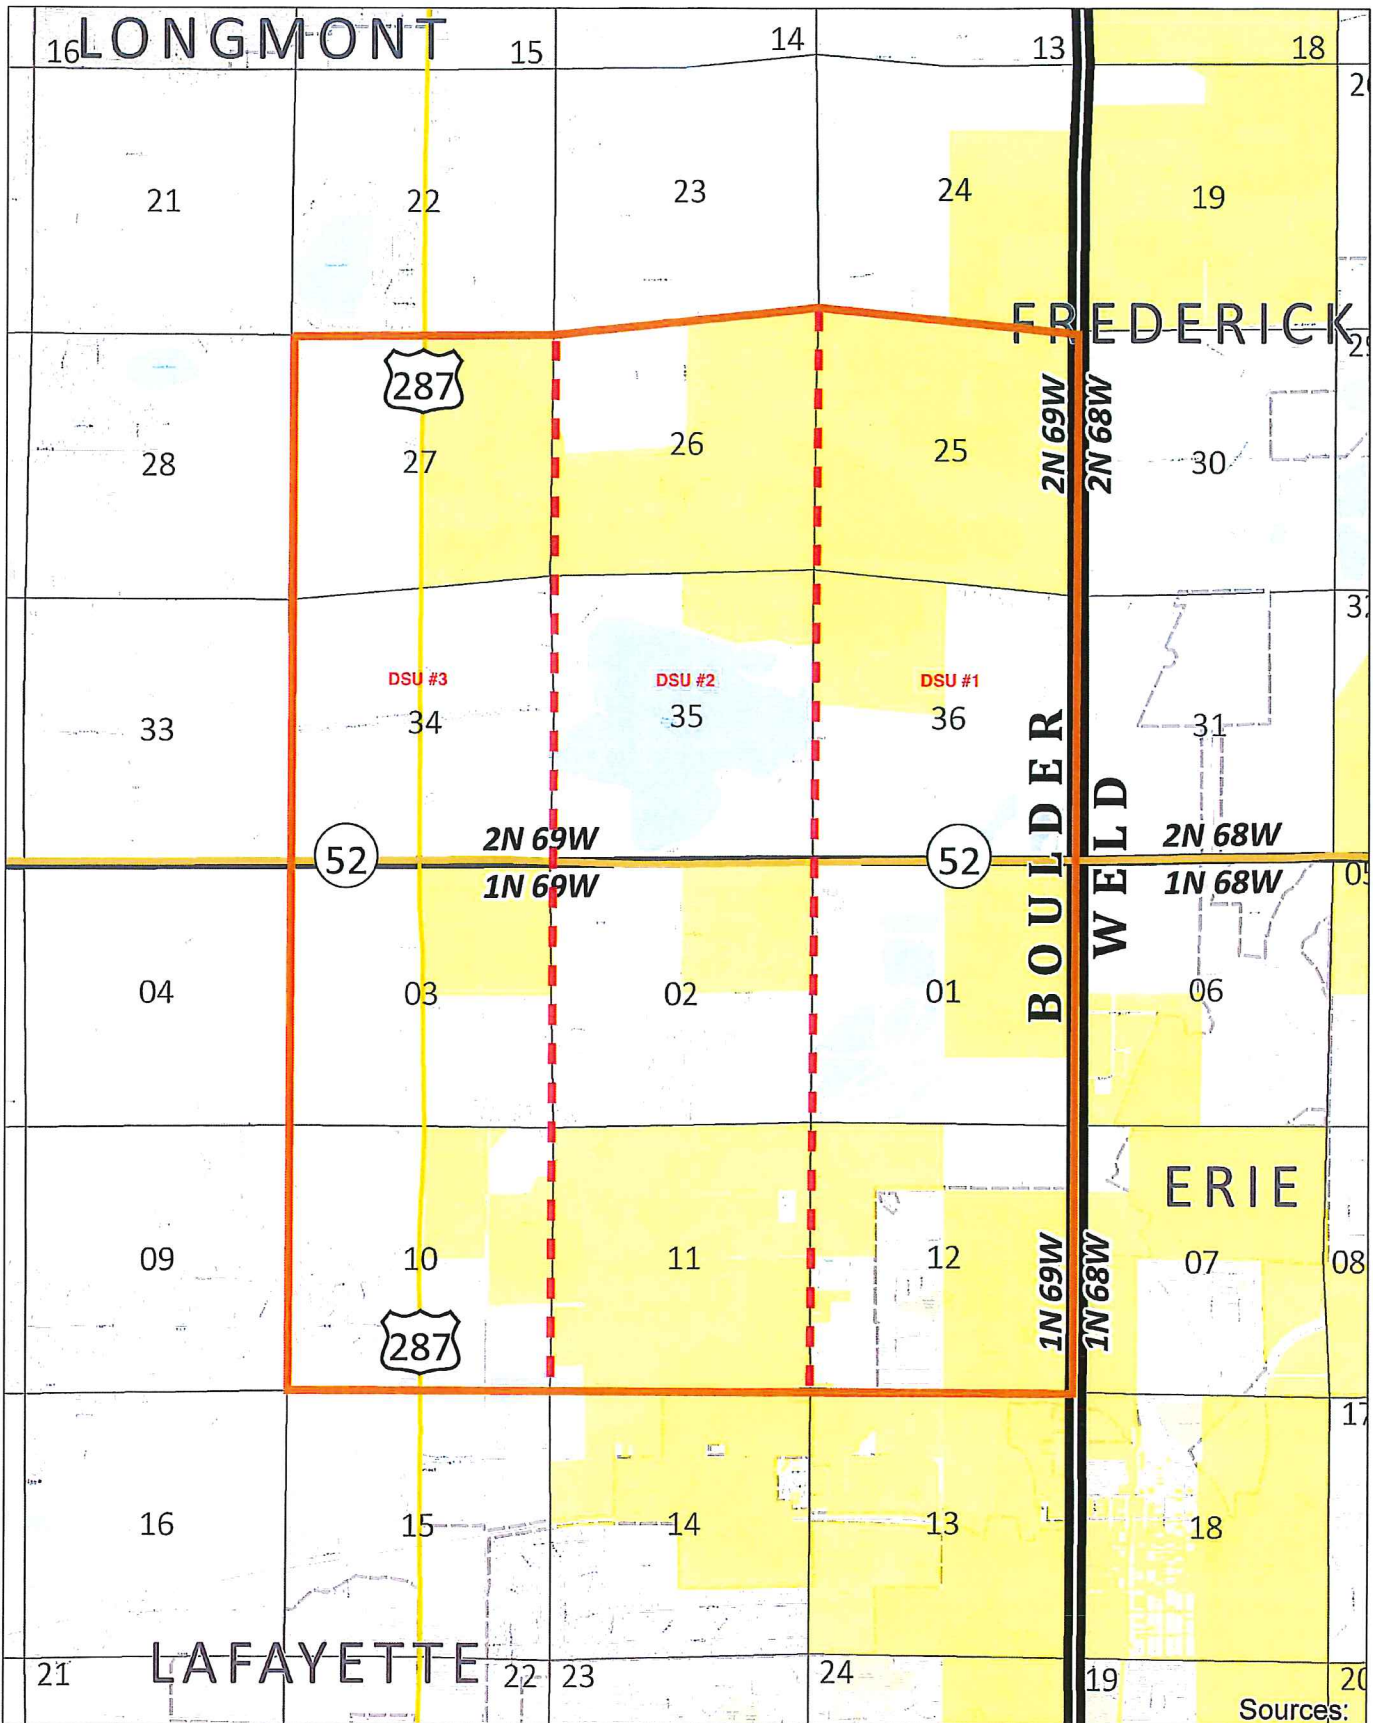 LONGMONT
16 15 14 13 18
21 22 23 24 19
FREDERICK
287
2N 69W 2N 68W
28 27 26 25 30
DSU #3 DSU #2 DSU #1
33 34 35 36 31
BOULDER
WELD
2N 69W 2N 68W
52 52
1N 69W 1N 68W
04 03 02 01 06
ERIE
09 10 11 12 07 08
1N 69W 1N 68W
287
17
16 15 14 13 18
LAFAYETTE
21 22 23 24 19
Sources: